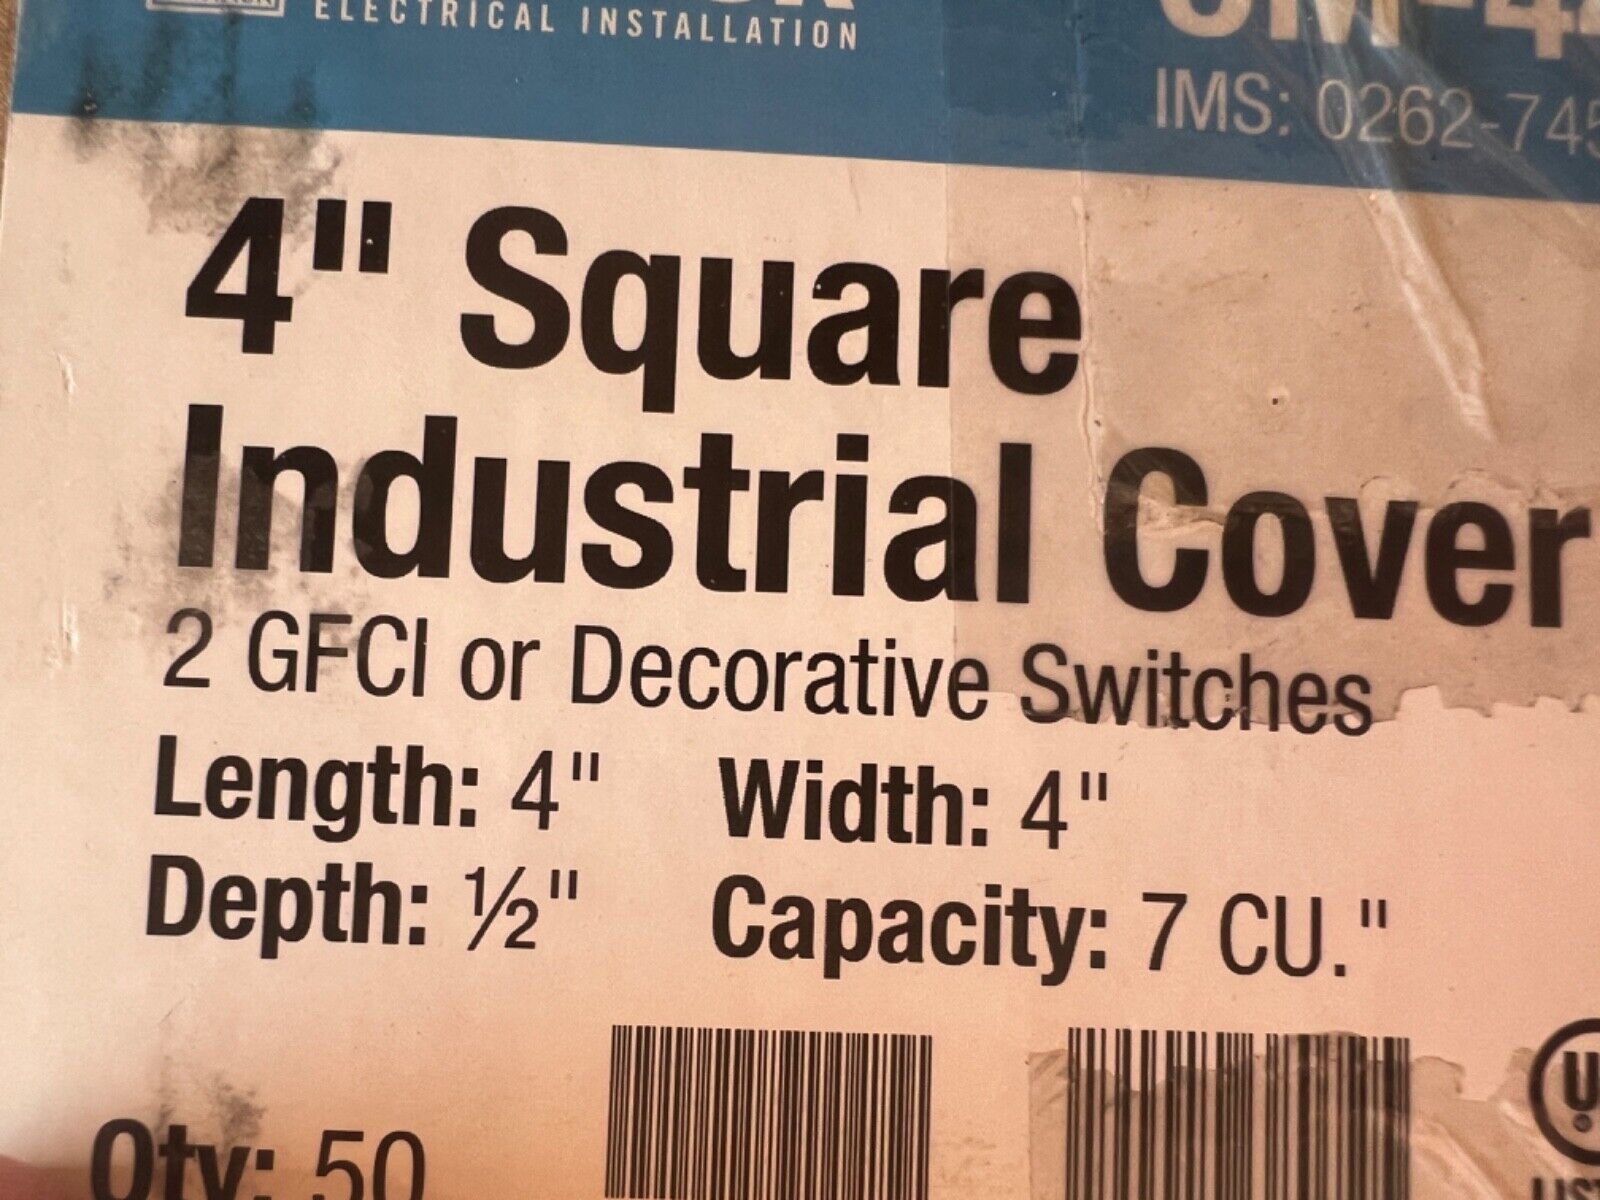 ELECTRICAL INSTALLATION
IMS: 0262-745
4" Square
Industrial Cover
2 GFCI or Decorative Switches
Length: 4" Width: 4"
Depth: ½" Capacity: 7 CU."
Qty: 50